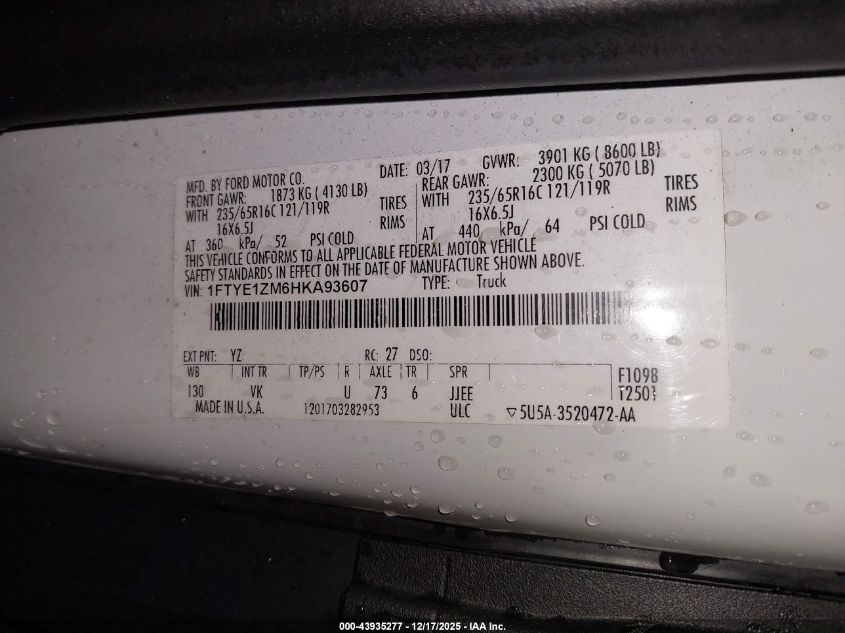 MFD. BY FORD MOTOR CO. DATE: 03/17 GVWR: 3901 KG ( 8600 LB)
FRONT GAWR: 1873 KG ( 4130 LB) REAR GAWR: 2300 KG ( 5070 LB)
WITH 235/65R16C 121/119R TIRES WITH 235/65R16C 121/119R TIRES
16X6.5J RIMS 16X6.5J RIMS
AT 360 kPa/ 52 PSI COLD AT 440 kPa/ 64 PSI COLD
THIS VEHICLE CONFORMS TO ALL APPLICABLE FEDERAL MOTOR VEHICLE
SAFETY STANDARDS IN EFFECT ON THE DATE OF MANUFACTURE SHOWN ABOVE.
VIN: 1FTYE1ZM6HKA93607 TYPE: Truck
EXT PNT: YZ RC: 27 DSO:
WB INT TR TP/PS R AXLE TR SPR F1098
130 VK U 73 6 JJEE T2501
MADE IN U.S.A. 1201703282953 ULC ▽5U5A-3520472-AA
000-43935277 - 12/17/2025 - IAA Inc.